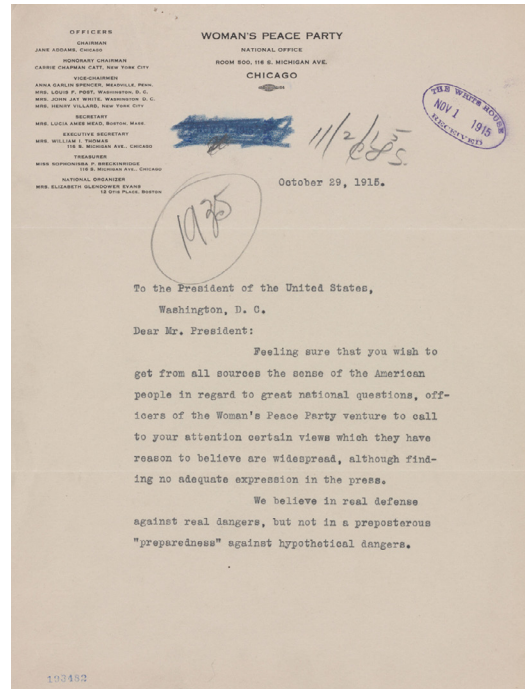 OFFICERS
CHAIRMAN
JANE ADDAMS, CHICAGO
HONORARY CHAIRMAN
CARRIE CHAPMAN CATT, NEW YORK CITY
VICE-CHAIRMEN
ANNA GARLIN SPENCER, MEADVILLE, PENN.
MRS. LOUIS F. POST, WASHINGTON, D. C.
MRS. JOHN JAY WHITE, WASHINGTON D. C.
MRS. HENRY VILLARD, NEW YORK CITY
SECRETARY
MRS. LUCIA AMES MEAD, BOSTON, MASS.
EXECUTIVE SECRETARY
MRS. WILLIAM I. THOMAS
116 S. MICHIGAN AVE., CHICAGO
TREASURER
MISS SOPHONISBA P. BRECKINRIDGE
116 S. MICHIGAN AVE., CHICAGO
NATIONAL ORGANIZER
MRS. ELIZABETH GLENDOWER EVANS
12 OTIS PLACE, BOSTON
WOMAN'S PEACE PARTY
NATIONAL OFFICE
ROOM 500, 116 S. MICHIGAN AVE.
CHICAGO
THE WHITE HOUSE
NOV 1 1915
RECEIVED
11/2/15
October 29, 1915.
1935
To the President of the United States,
Washington, D. C.
Dear Mr. President:
Feeling sure that you wish to
get from all sources the sense of the American
people in regard to great national questions, off-
icers of the Woman's Peace Party venture to call
to your attention certain views which they have
reason to believe are widespread, although find-
ing no adequate expression in the press.
We believe in real defense
against real dangers, but not in a preposterous
"preparedness" against hypothetical dangers.